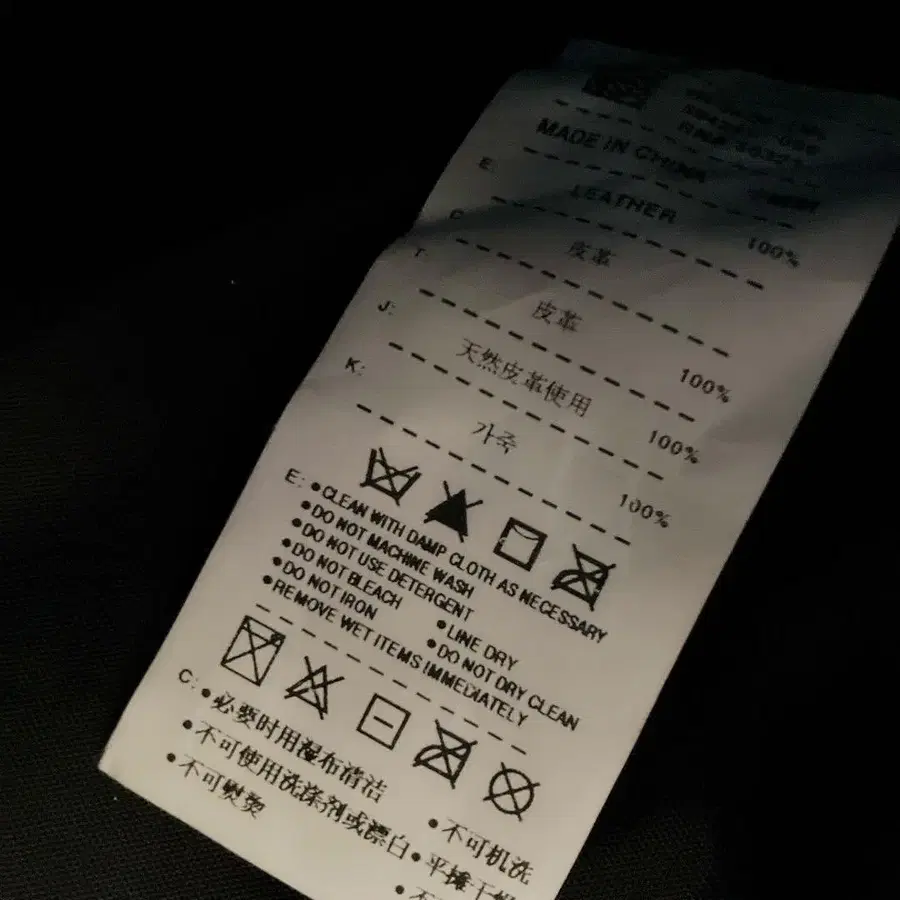 MADE IN CHINA
E: LEATHER 100%
C: 皮革
T: 皮革 100%
J: 天然皮革使用 100%
K: 가죽 100%
E: •CLEAN WITH DAMP CLOTH AS NECESSARY
•DO NOT MACHINE WASH
•DO NOT USE DETERGENT
•DO NOT BLEACH •LINE DRY
•DO NOT IRON •DO NOT DRY CLEAN
•REMOVE WET ITEMS IMMEDIATELY
C: •必要时用湿布清洁
•不可使用洗涤剂或漂白 •不可机洗
•不可熨烫 •平摊干